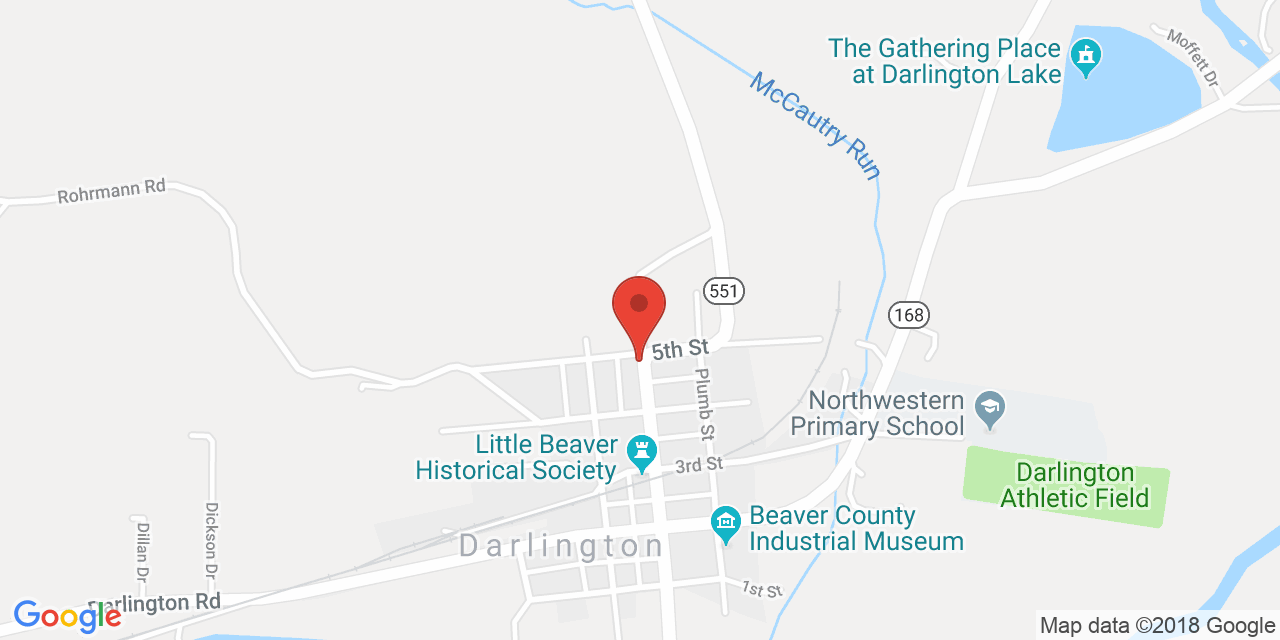 The Gathering Place
at Darlington Lake
Moffett Dr
McCautry Run
Rohrmann Rd
551
168
5th St
Plumb St
Northwestern
Primary School
Little Beaver
Historical Society
3rd St
Darlington
Athletic Field
Beaver County
Industrial Museum
Darlington
Dillan Dr
Dickson Dr
1st St
Darlington Rd
Google
Map data ©2018 Google